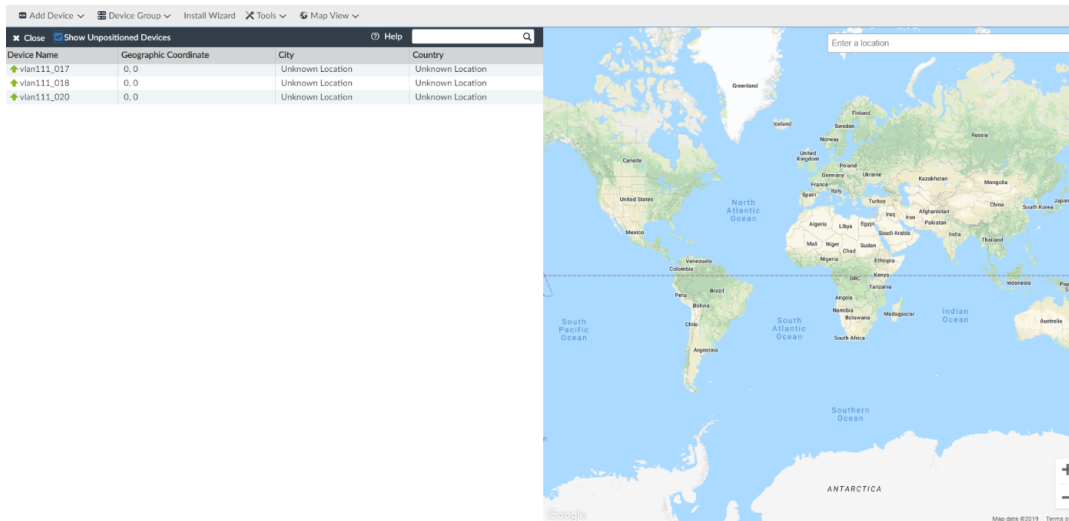 Add Device Device Group Install Wizard Tools Map View
Close Show Unpositioned Devices Help
Device Name Geographic Coordinate City Country
vlan111_017 0, 0 Unknown Location Unknown Location
vlan111_018 0, 0 Unknown Location Unknown Location
vlan111_020 0, 0 Unknown Location Unknown Location
Enter a location
Greenland
Iceland
Finland
Sweden
Norway
Russia
United Kingdom
Canada
Poland
Germany
Ukraine
Kazakhstan
Mongolia
France
Spain
Italy
United States
North
Atlantic
Ocean
Turkey
China
South Korea
Japan
Iraq
Iran
Afghanistan
Pakistan
Algeria
Libya
Egypt
Saudi Arabia
India
Mexico
Thailand
Mali
Niger
Chad
Sudan
Nigeria
Ethiopia
Venezuela
Colombia
DRC
Kenya
Tanzania
Indonesia
Peru
Brazil
Bolivia
Angola
Namibia
Botswana
Madagascar
South
Pacific
Ocean
Chile
South
Atlantic
Ocean
Indian
Ocean
Australia
South Africa
Argentina
Southern
Ocean
ANTARCTICA
Google
Map data ©2019 Terms of